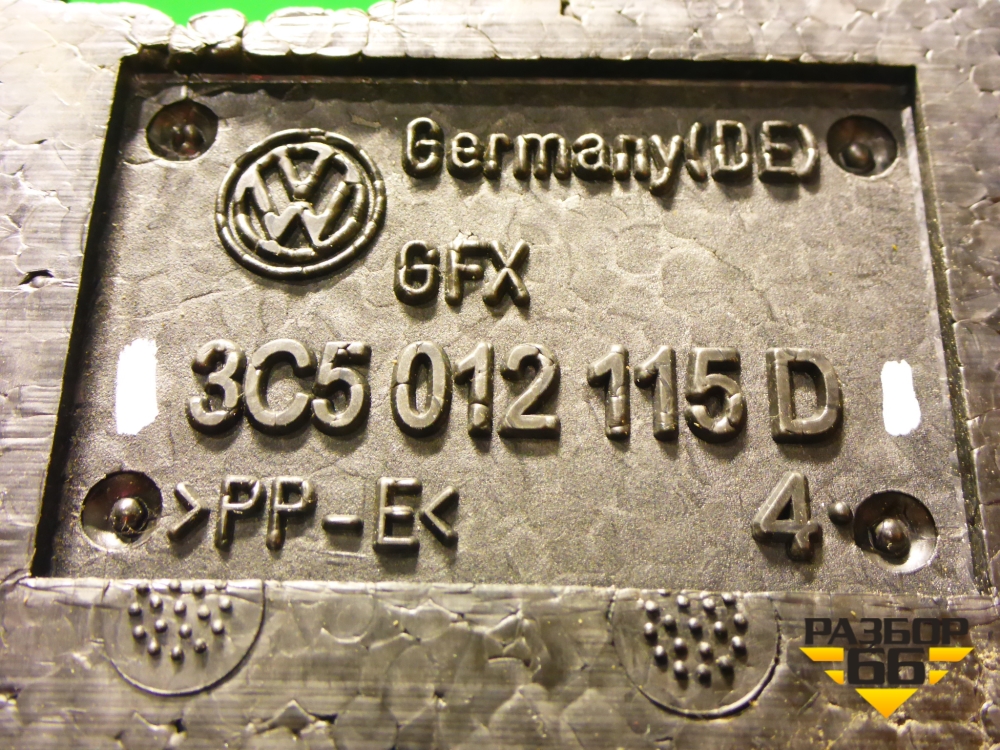 Germany(DE)
GFX
3C5 012 115 D
>PP-E< 4
РАЗБОР
66